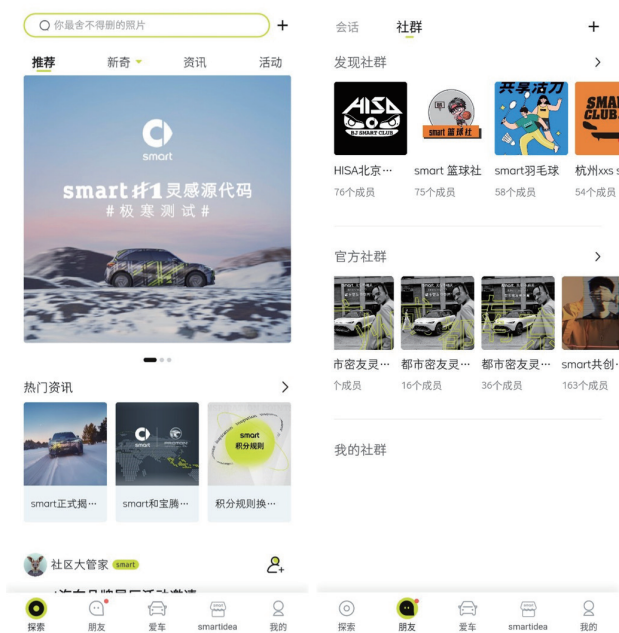 你最舍不得删的照片
推荐
新奇
资讯
活动
smart
smart #1 灵感源代码
#极寒测试#
热门资讯
smart
smart
积分规则
smart正式揭…
smart和宝腾…
积分规则换…
社区大管家 smart
探索
朋友
爱车
smartidea
我的
会话
社群
发现社群
HISA
BJ SMART CLUB
smart 篮球社
共享活力
SMA
CLUB
HISA北京…
smart 篮球社
smart羽毛球
杭州xxs s
76个成员
75个成员
58个成员
54个成员
官方社群
市密友灵…
都市密友灵…
都市密友灵…
smart共创·
个成员
16个成员
36个成员
163个成员
我的社群
探索
朋友
爱车
smartidea
我的